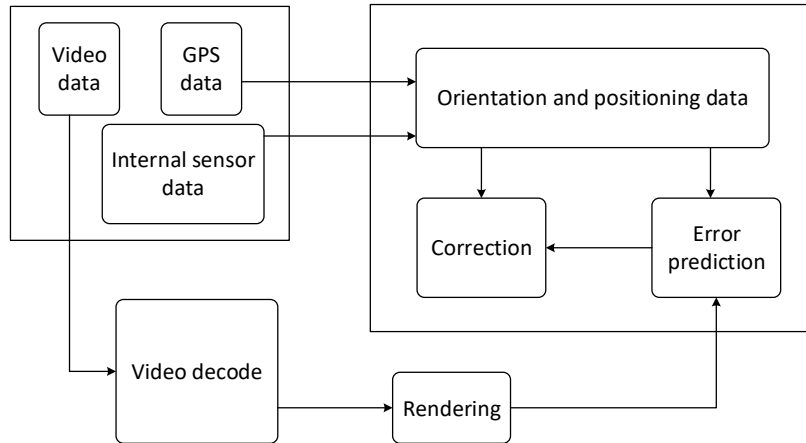 Video
data
GPS
data
Orientation and positioning data
Internal sensor
data
Correction
Error
prediction
Video decode
Rendering